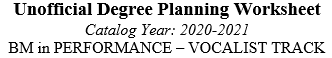 Unofficial Degree Planning Worksheet
Catalog Year: 2020-2021
BM in PERFORMANCE – VOCALIST TRACK